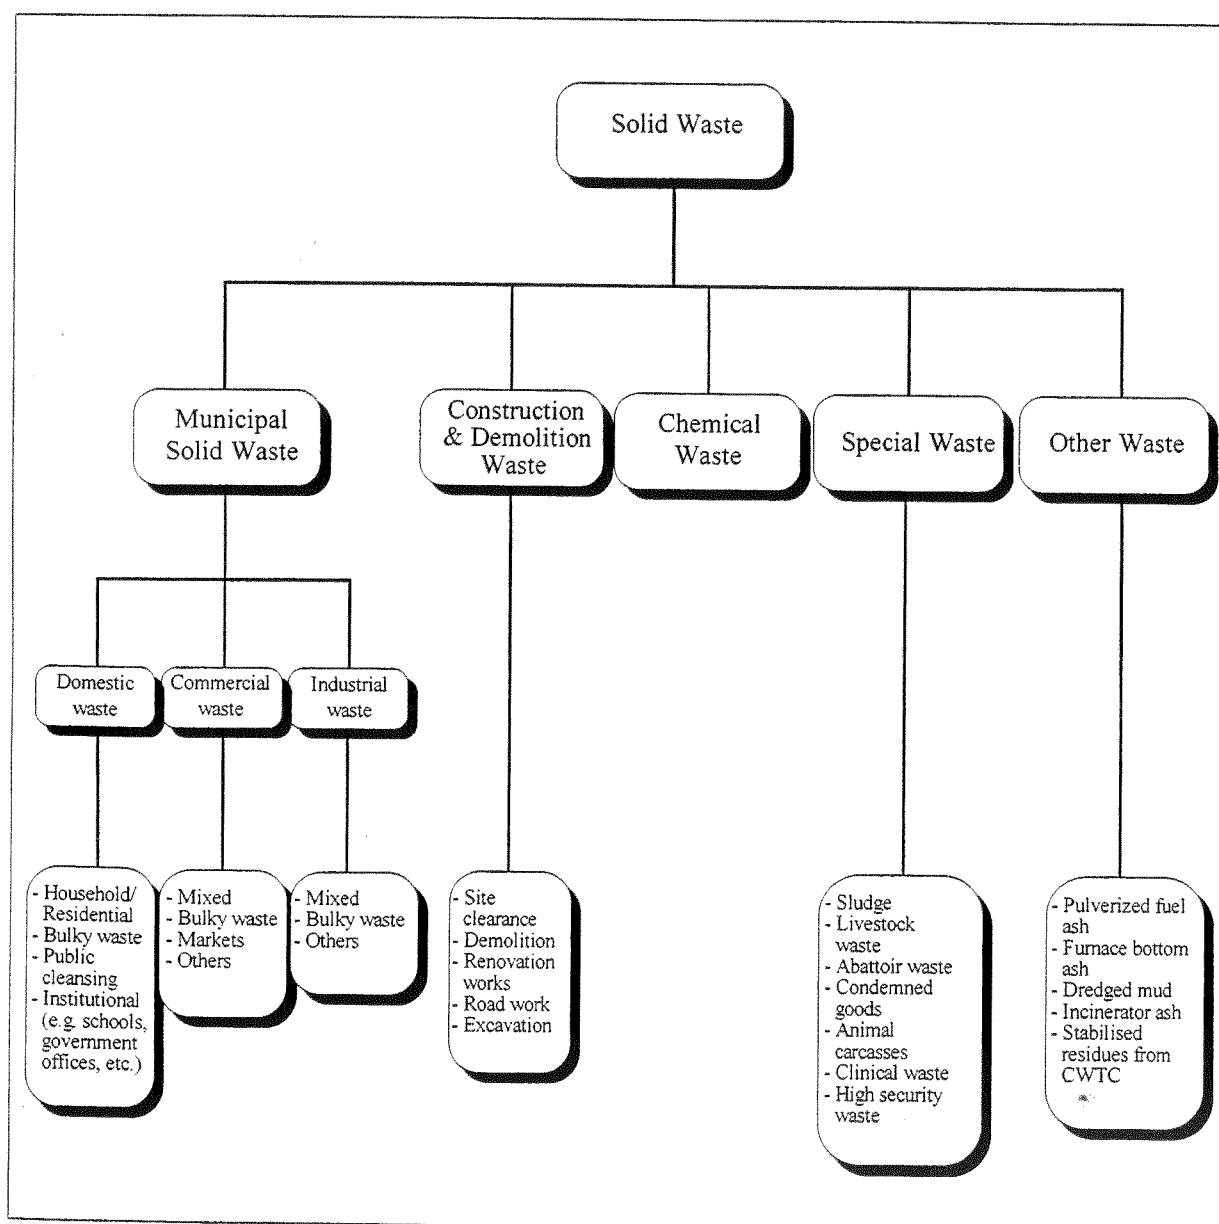 Solid Waste
Municipal
Solid Waste
Construction
& Demolition
Waste
Chemical
Waste
Special Waste
Other Waste
Domestic
waste
Commercial
waste
Industrial
waste
- Household/
Residential
- Bulky waste
- Public
cleansing
- Institutional
(e.g. schools,
government
offices, etc.)
- Mixed
- Bulky waste
- Markets
- Others
- Mixed
- Bulky waste
- Others
- Site
clearance
- Demolition
- Renovation
works
- Road work
- Excavation
- Sludge
- Livestock
waste
- Abattoir waste
- Condemned
goods
- Animal
carcasses
- Clinical waste
- High security
waste
- Pulverized fuel
ash
- Furnace bottom
ash
- Dredged mud
- Incinerator ash
- Stabilised
residues from
CWTC